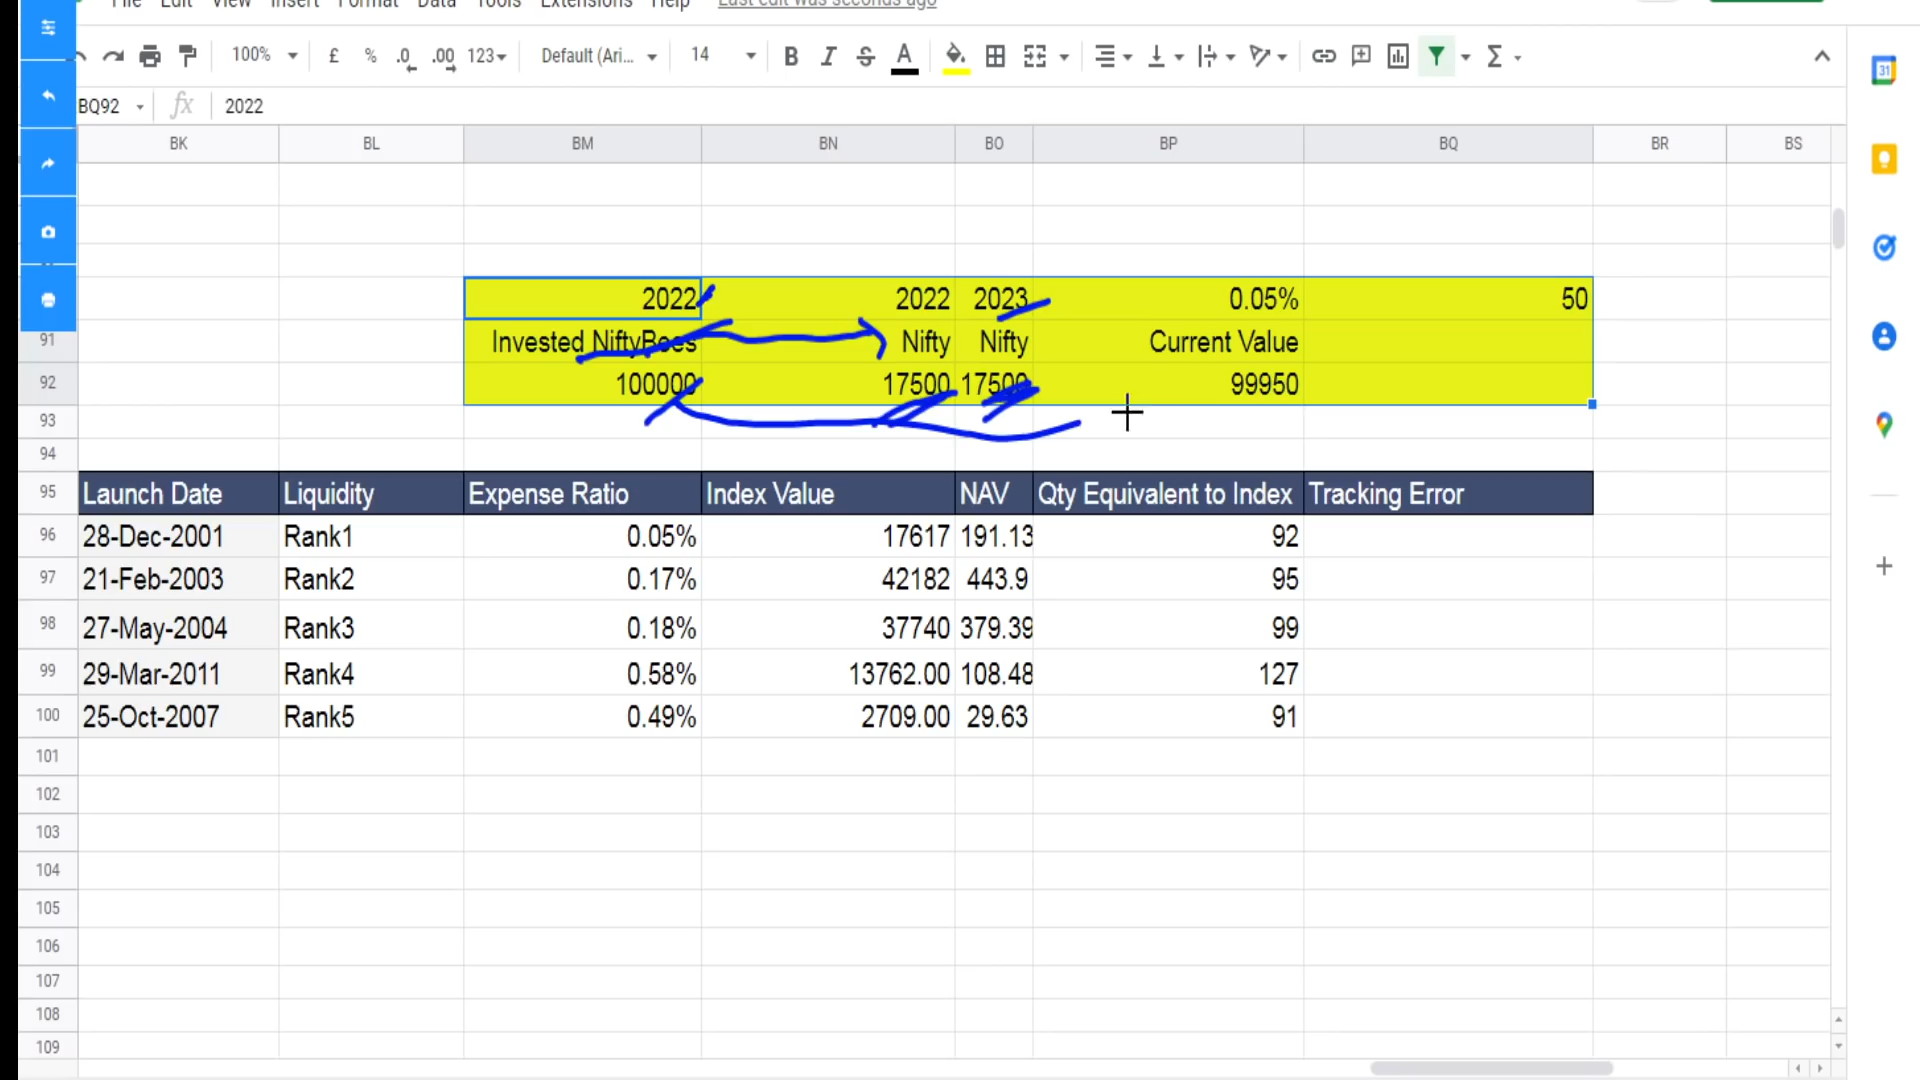 File Edit View Insert Format Data Tools Extensions Help Last edit was seconds ago
100% £ % .0 .00 123 Default (Ari... 14 B I S A Σ 31
BQ92 fx 2022
BK BL BM BN BO BP BQ BR BS
2022 2022 2023 0.05% 50
91 Invested NiftyBees Nifty Nifty Current Value
92 100000 17500 17500 99950
93
94
95 Launch Date Liquidity Expense Ratio Index Value NAV Qty Equivalent to Index Tracking Error
96 28-Dec-2001 Rank1 0.05% 17617 191.13 92
97 21-Feb-2003 Rank2 0.17% 42182 443.9 95
98 27-May-2004 Rank3 0.18% 37740 379.39 99
99 29-Mar-2011 Rank4 0.58% 13762.00 108.48 127
100 25-Oct-2007 Rank5 0.49% 2709.00 29.63 91
101
102
103
104
105
106
107
108
109